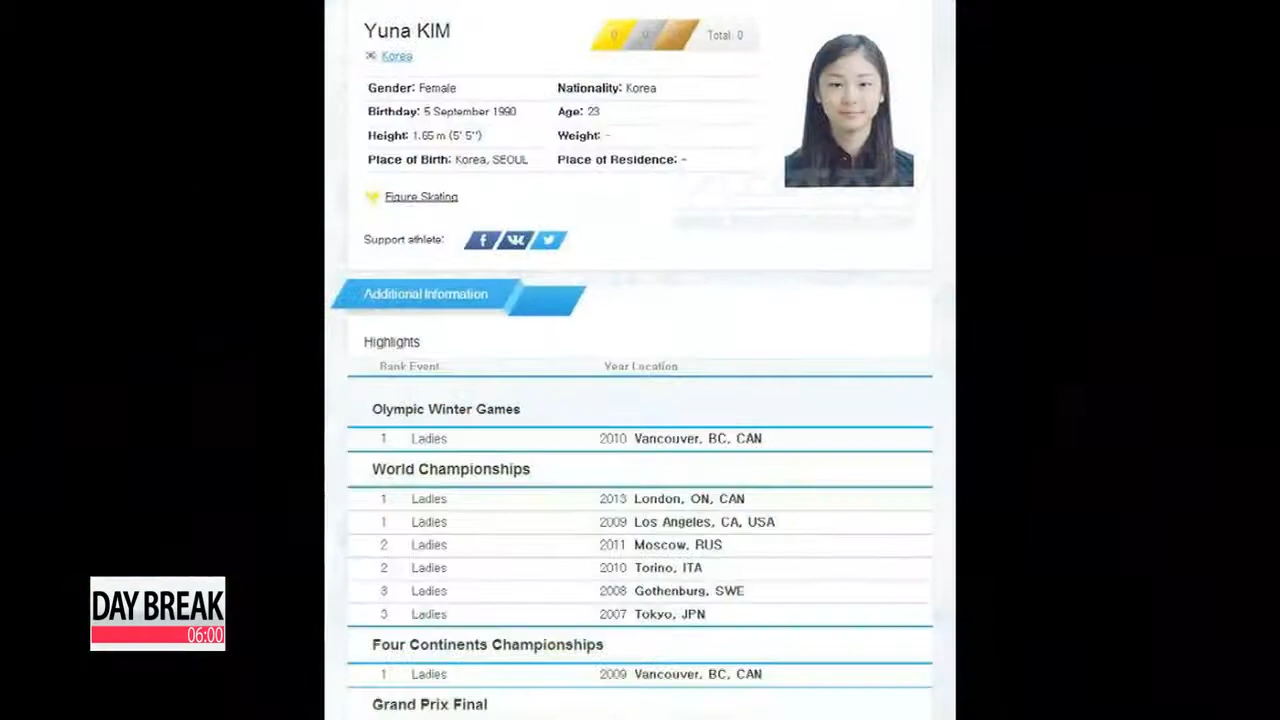 Yuna KIM
0 0 Total 0
Korea
Gender: Female Nationality: Korea
Birthday: 5 September 1990 Age: 23
Height: 1.65 m (5' 5'') Weight: -
Place of Birth: Korea, SEOUL Place of Residence: -
Figure Skating
Support athlete:
Additional Information
Highlights
Rank Event Year Location
Olympic Winter Games
1 Ladies 2010 Vancouver, BC, CAN
World Championships
1 Ladies 2013 London, ON, CAN
1 Ladies 2009 Los Angeles, CA, USA
2 Ladies 2011 Moscow, RUS
2 Ladies 2010 Torino, ITA
3 Ladies 2008 Gothenburg, SWE
3 Ladies 2007 Tokyo, JPN
Four Continents Championships
1 Ladies 2009 Vancouver, BC, CAN
Grand Prix Final
DAY BREAK
06:00